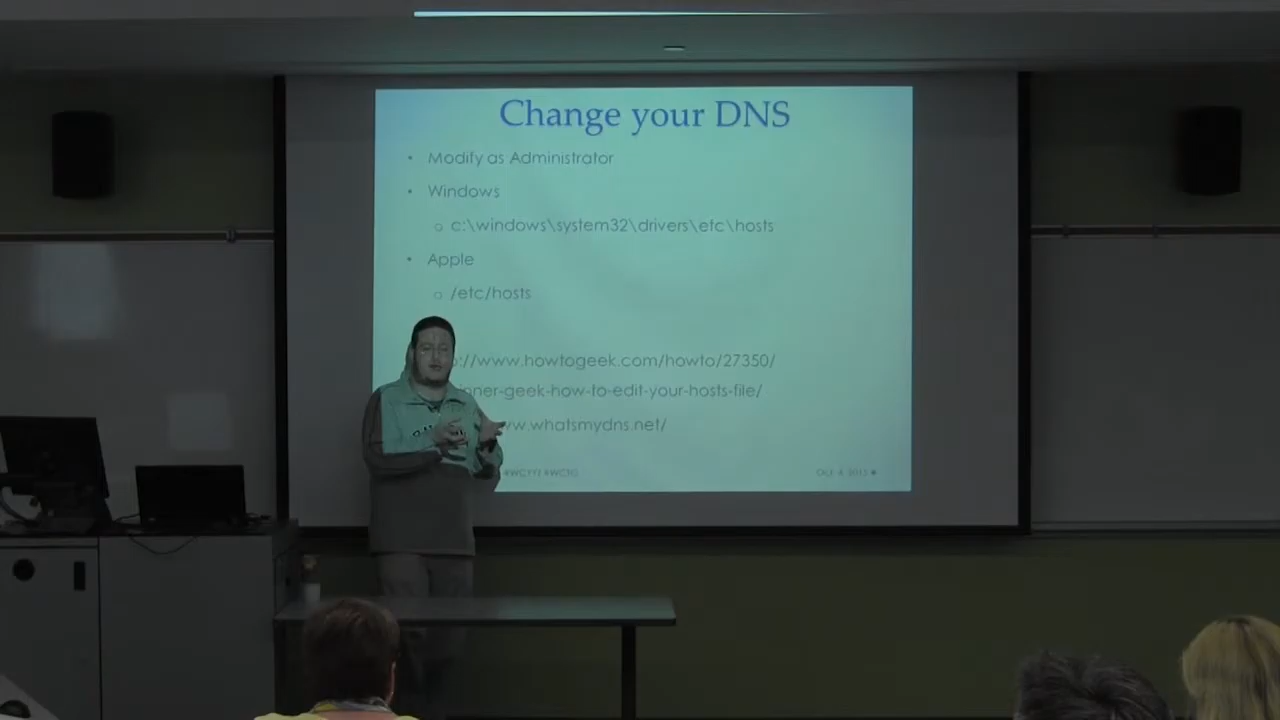 Change your DNS
• Modify as Administrator
• Windows
○ c:\windows\system32\drivers\etc\hosts
• Apple
○ /etc/hosts
://www.howtogeek.com/howto/27350/
nner-geek-how-to-edit-your-hosts-file/
ww.whatsmydns.net/